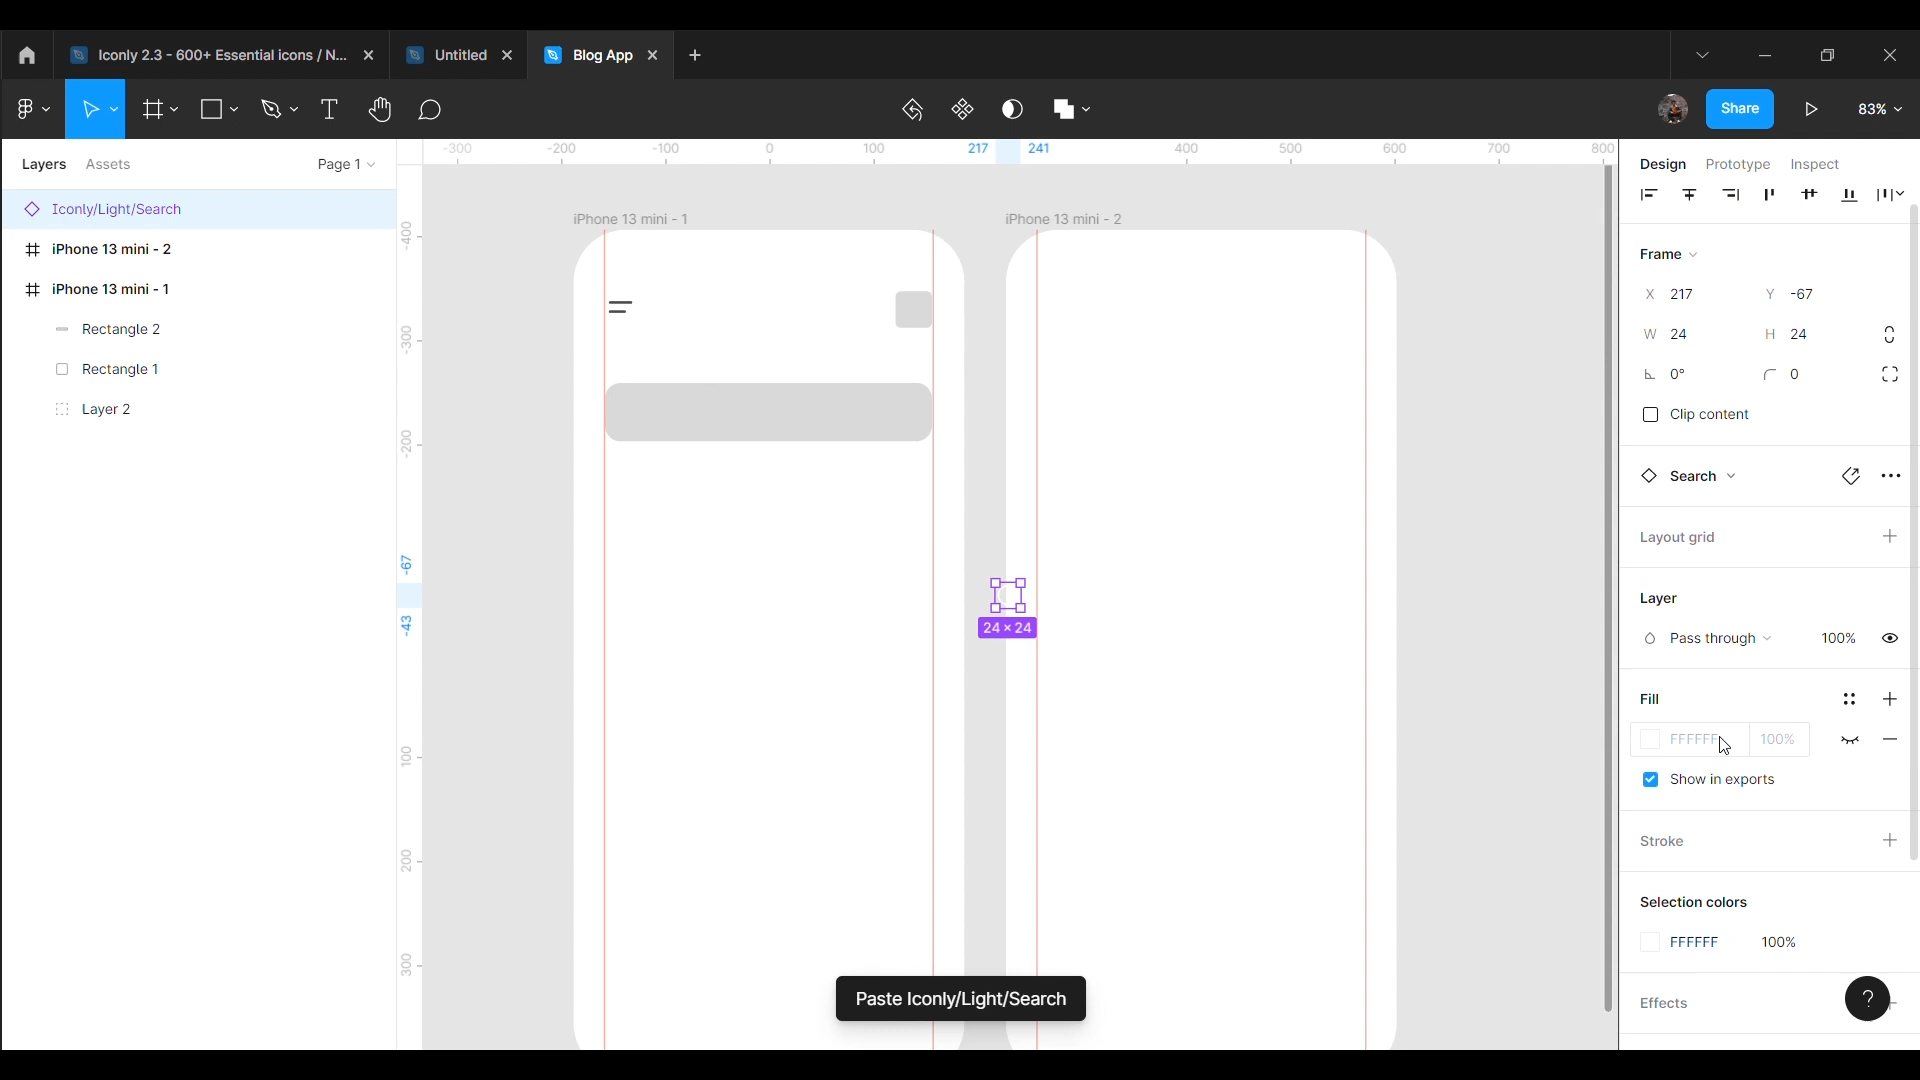 Iconly 2.3 - 600+ Essential icons / N...
Untitled
Blog App
Share
83%
Layers
Assets
Page 1
Iconly/Light/Search
iPhone 13 mini - 2
iPhone 13 mini - 1
Rectangle 2
Rectangle 1
Layer 2
-300
-200
-100
0
100
217
241
400
500
600
700
800
-400
-300
-200
-67
-43
100
200
300
iPhone 13 mini - 1
iPhone 13 mini - 2
24 × 24
Paste Iconly/Light/Search
Design
Prototype
Inspect
Frame
X 217
Y -67
W 24
H 24
0°
0
Clip content
Search
Layout grid
Layer
Pass through
100%
Fill
FFFFFF
100%
Show in exports
Stroke
Selection colors
FFFFFF
100%
Effects
?